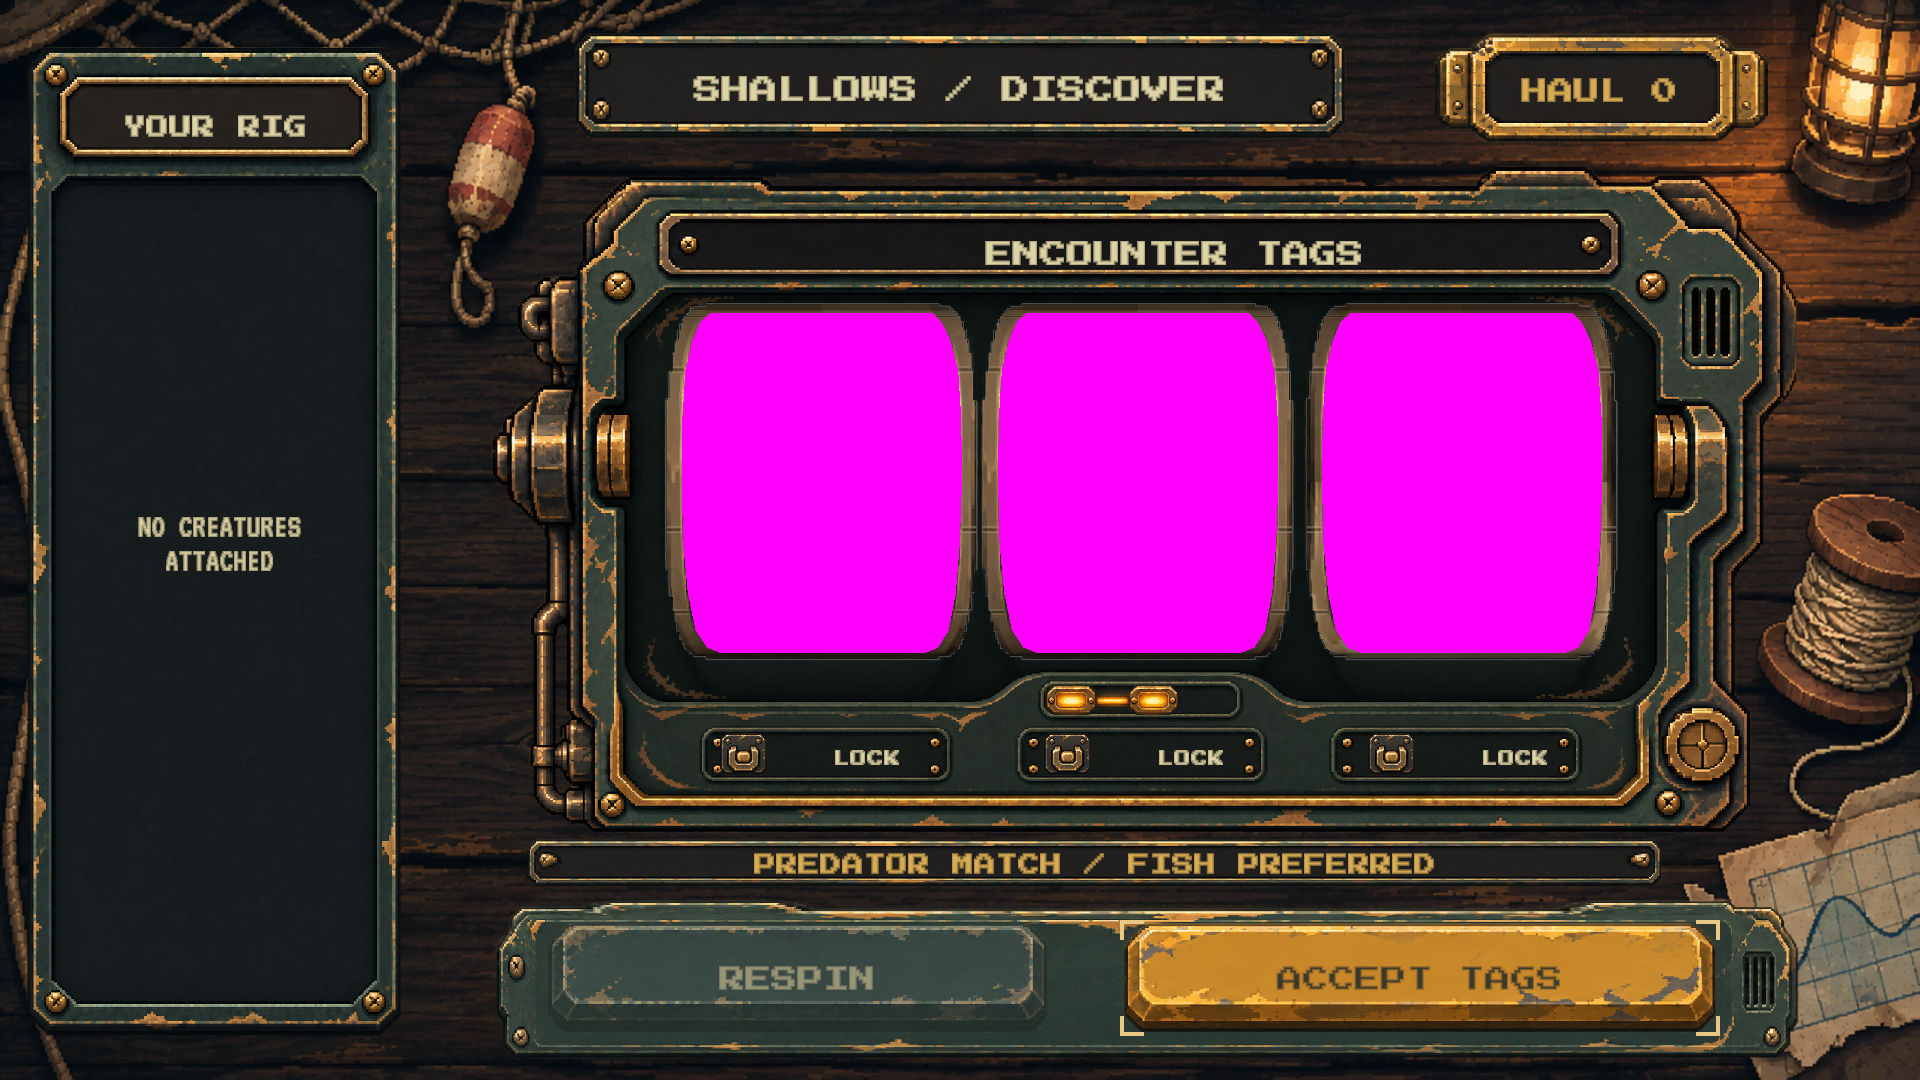 YOUR RIG
SHALLOWS / DISCOVER
HAUL 0
ENCOUNTER TAGS
NO CREATURES
ATTACHED
LOCK
LOCK
LOCK
PREDATOR MATCH / FISH PREFERRED
RESPIN
ACCEPT TAGS